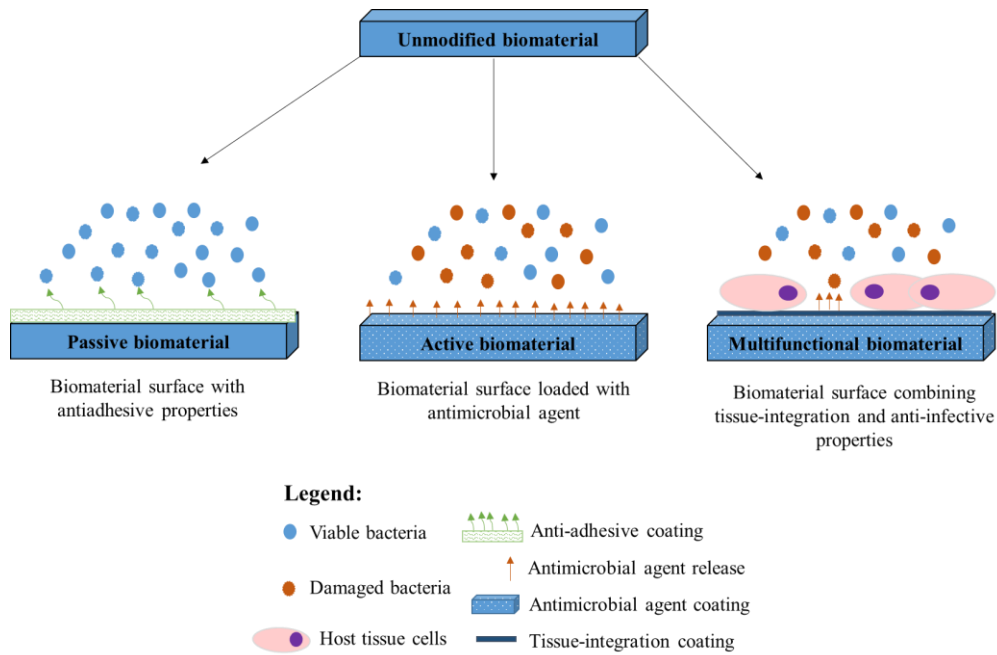 Unmodified biomaterial
Passive biomaterial
Active biomaterial
Multifunctional biomaterial
Biomaterial surface with
antiadhesive properties
Biomaterial surface loaded with
antimicrobial agent
Biomaterial surface combining
tissue-integration and anti-infective
properties
Legend:
Viable bacteria
Damaged bacteria
Host tissue cells
Anti-adhesive coating
Antimicrobial agent release
Antimicrobial agent coating
Tissue-integration coating